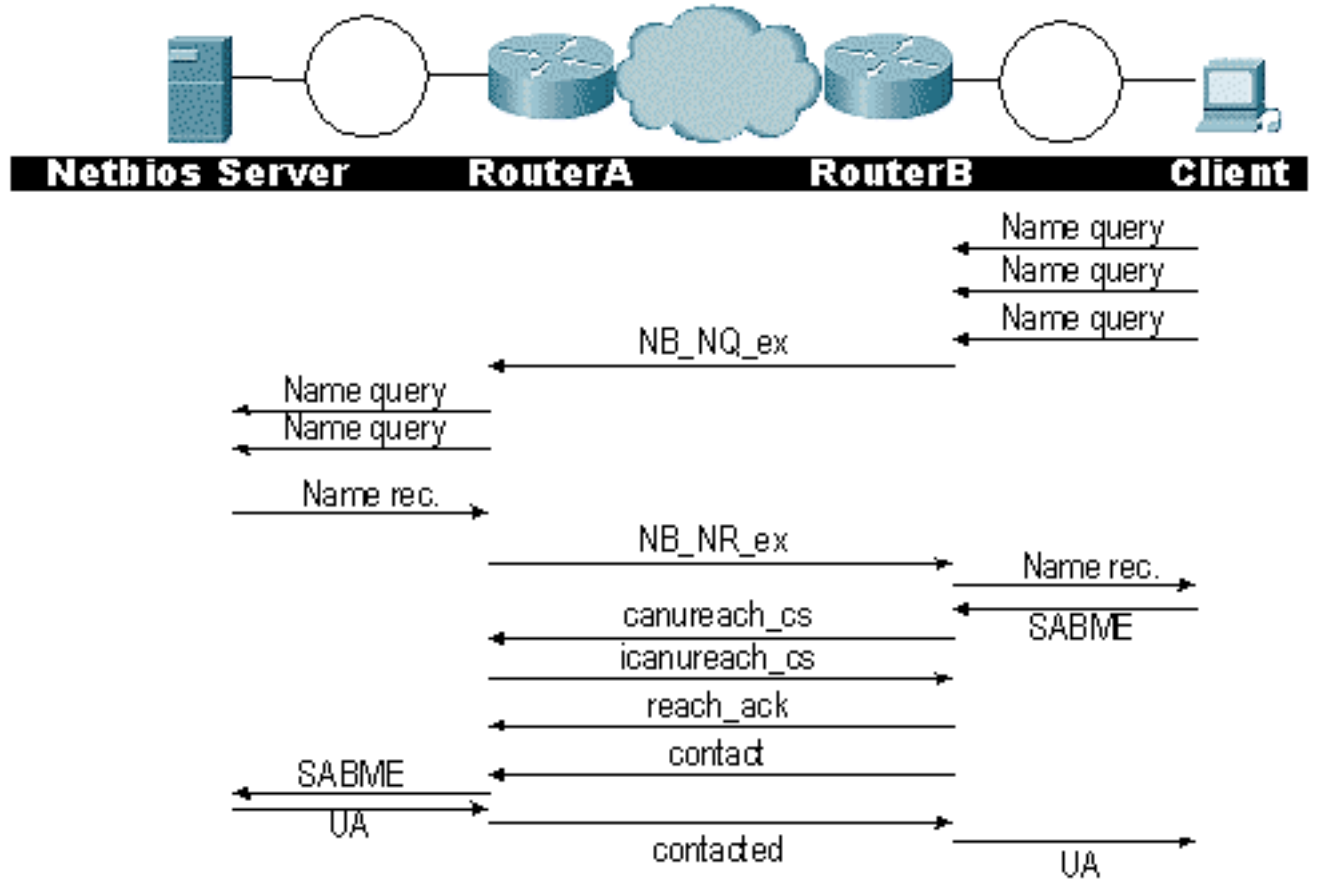 Netbios Server RouterA RouterB Client
Name query
Name query
Name query
NB_NQ_ex
Name query
Name query
Name rec.
NB_NR_ex
Name rec.
SABME
canureach_cs
icanureach_cs
reach_ack
contact
SABME
UA
contacted
UA